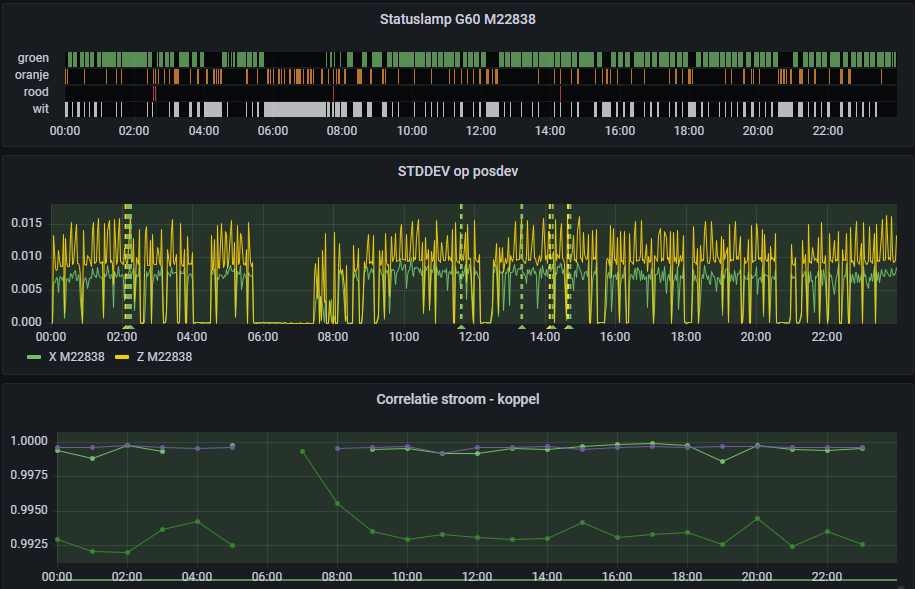 Statuslamp G60 M22838
groen
oranje
rood
wit
00:00 02:00 04:00 06:00 08:00 10:00 12:00 14:00 16:00 18:00 20:00 22:00
STDDEV op posdev
0.015
0.010
0.005
0.000
00:00 02:00 04:00 06:00 08:00 10:00 12:00 14:00 16:00 18:00 20:00 22:00
X M22838 Z M22838
Correlatie stroom - koppel
1.0000
0.9975
0.9950
0.9925
00:00 02:00 04:00 06:00 08:00 10:00 12:00 14:00 16:00 18:00 20:00 22:00